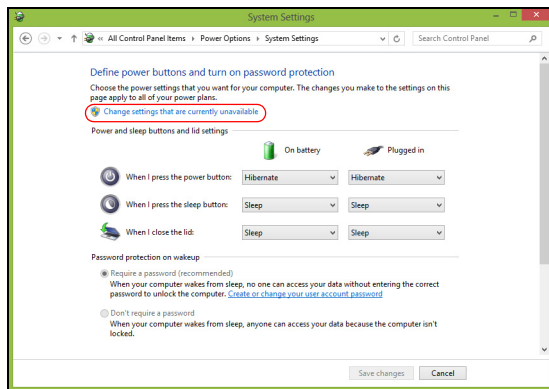 System Settings
« All Control Panel Items ▸ Power Options ▸ System Settings
Search Control Panel
Define power buttons and turn on password protection
Choose the power settings that you want for your computer. The changes you make to the settings on this
page apply to all of your power plans.
Change settings that are currently unavailable
Power and sleep buttons and lid settings
On battery Plugged in
When I press the power button: Hibernate Hibernate
When I press the sleep button: Sleep Sleep
When I close the lid: Sleep Sleep
Password protection on wakeup
Require a password (recommended)
When your computer wakes from sleep, no one can access your data without entering the correct
password to unlock the computer. Create or change your user account password
Don't require a password
When your computer wakes from sleep, anyone can access your data because the computer isn't
locked.
Save changes Cancel